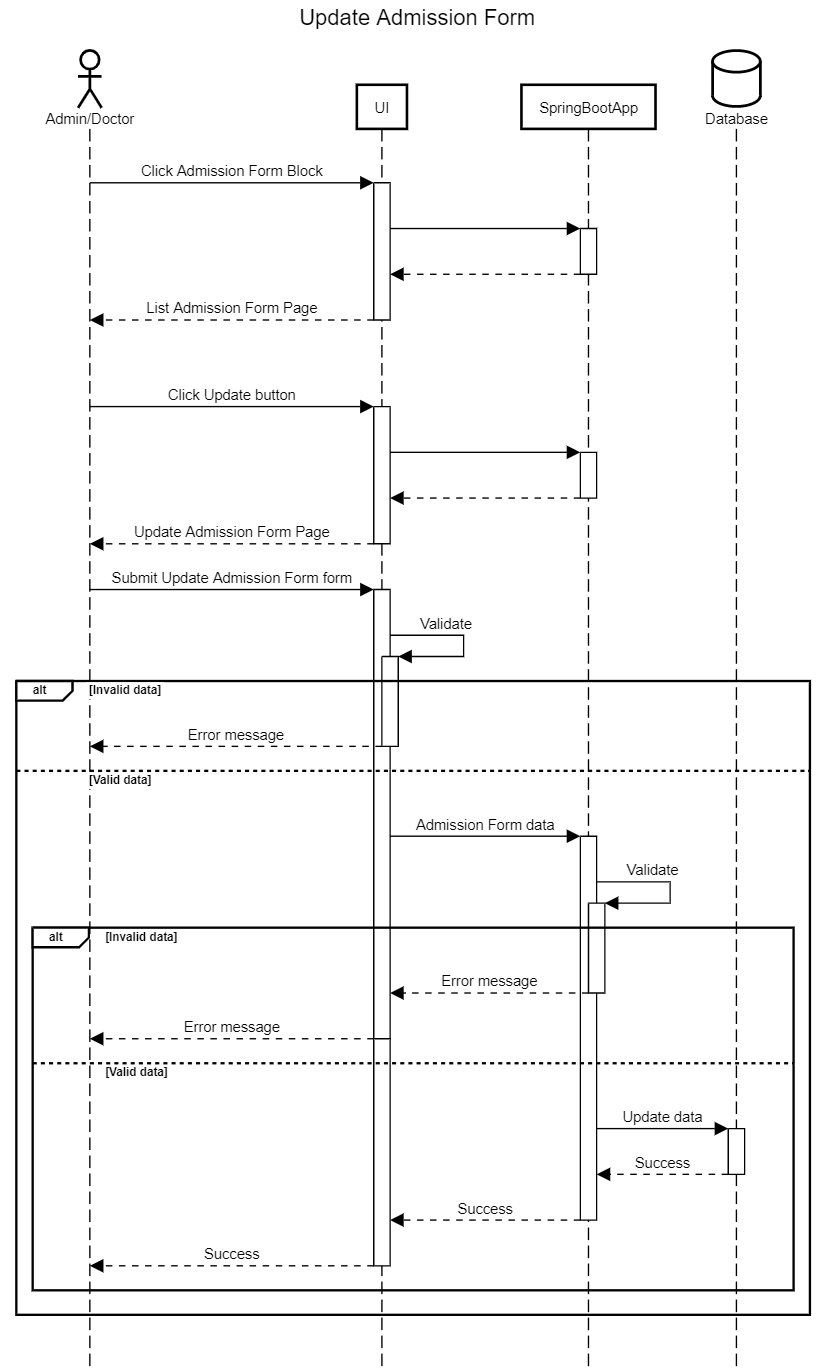 Update Admission Form
Admin/Doctor
UI
SpringBootApp
Database
Click Admission Form Block
List Admission Form Page
Click Update button
Update Admission Form Page
Submit Update Admission Form form
Validate
alt
[Invalid data]
Error message
[Valid data]
Admission Form data
Validate
alt
[Invalid data]
Error message
Error message
[Valid data]
Update data
Success
Success
Success